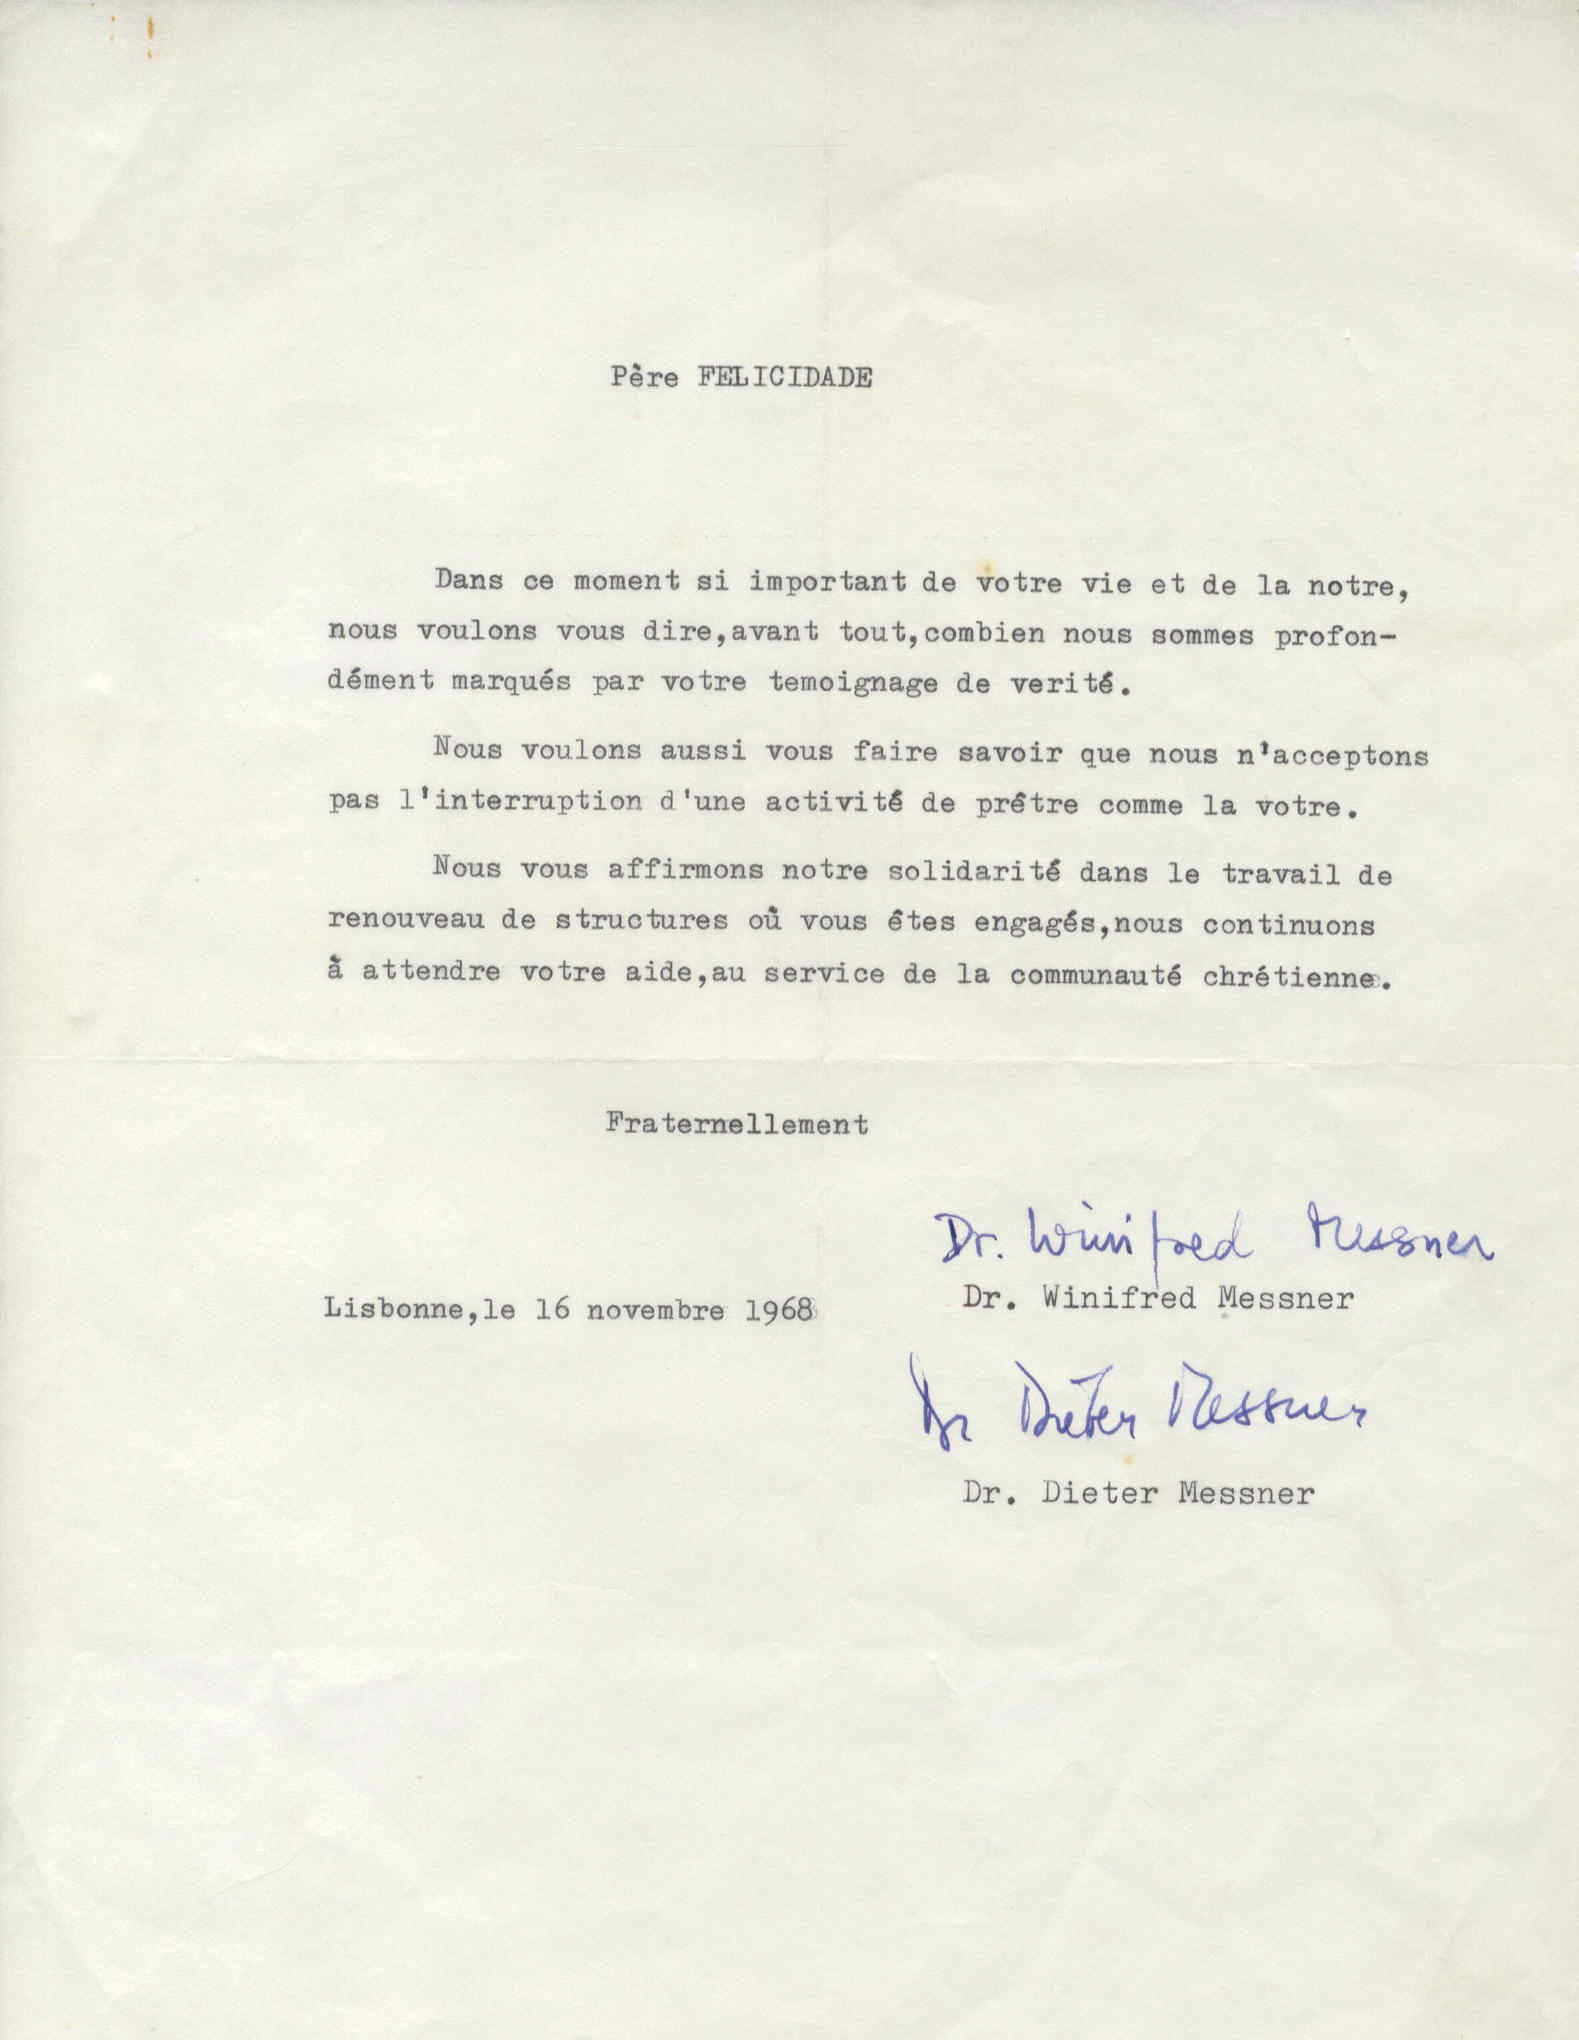 Père FELICIDADE
Dans ce moment si important de votre vie et de la notre,
nous voulons vous dire,avant tout,combien nous sommes profon-
dément marqués par votre temoignage de verité.
Nous voulons aussi vous faire savoir que nous n'acceptons
pas l'interruption d'une activité de prêtre comme la votre.
Nous vous affirmons notre solidarité dans le travail de
renouveau de structures où vous êtes engagés,nous continuons
à attendre votre aide,au service de la communauté chrétienne.
Fraternellement
Dr. Winifred Messner
Dr. Winifred Messner
Lisbonne,le 16 novembre 1968
Dr Dieter Messner
Dr. Dieter Messner